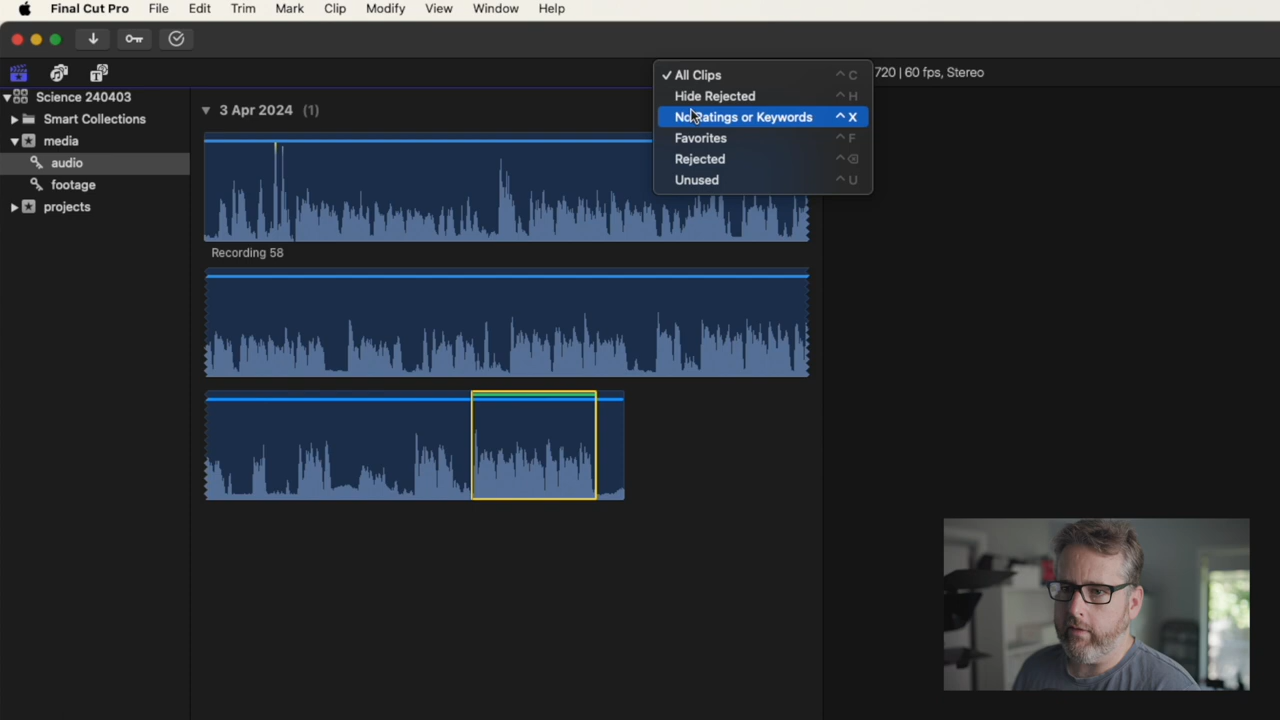 Final Cut Pro File Edit Trim Mark Clip Modify View Window Help
720 | 60 fps, Stereo
✓ All Clips ^ C
Hide Rejected ^ H
No Ratings or Keywords ^ X
Favorites ^ F
Rejected ^ ⌫
Unused ^ U
Science 240403
Smart Collections
media
audio
footage
projects
3 Apr 2024 (1)
Recording 58